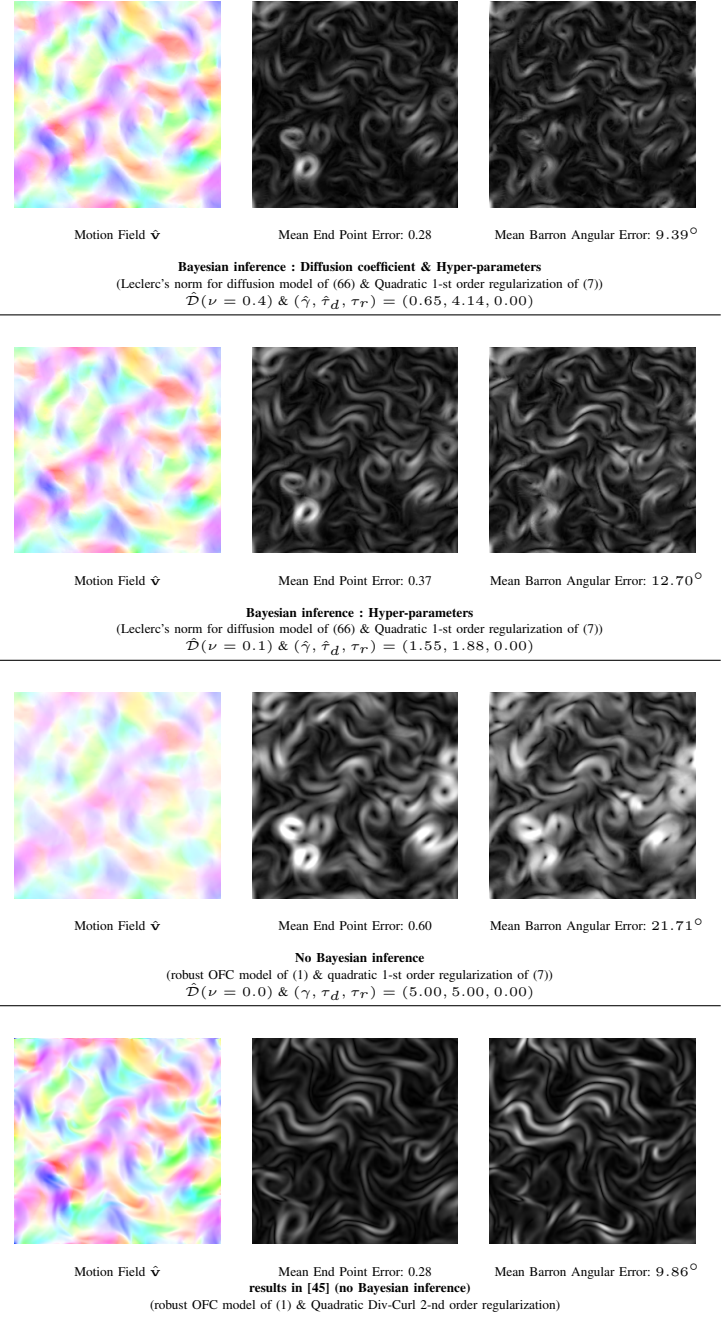 Motion Field v̂ Mean End Point Error: 0.28 Mean Barron Angular Error: 9.39°
Bayesian inference : Diffusion coefficient & Hyper-parameters
(Leclerc's norm for diffusion model of (66) & Quadratic 1-st order regularization of (7))
𝒟̂(ν = 0.4) & (γ̂, τ̂_d, τ_r) = (0.65, 4.14, 0.00)
Motion Field v̂ Mean End Point Error: 0.37 Mean Barron Angular Error: 12.70°
Bayesian inference : Hyper-parameters
(Leclerc's norm for diffusion model of (66) & Quadratic 1-st order regularization of (7))
𝒟̂(ν = 0.1) & (γ̂, τ̂_d, τ_r) = (1.55, 1.88, 0.00)
Motion Field v̂ Mean End Point Error: 0.60 Mean Barron Angular Error: 21.71°
No Bayesian inference
(robust OFC model of (1) & quadratic 1-st order regularization of (7))
𝒟̂(ν = 0.0) & (γ, τ_d, τ_r) = (5.00, 5.00, 0.00)
Motion Field v̂ Mean End Point Error: 0.28 Mean Barron Angular Error: 9.86°
results in [45] (no Bayesian inference)
(robust OFC model of (1) & Quadratic Div-Curl 2-nd order regularization)